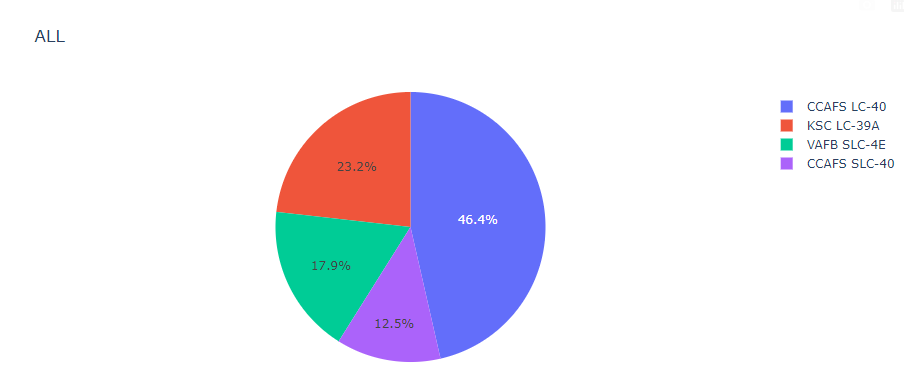 ALL
CCAFS LC-40
KSC LC-39A
VAFB SLC-4E
CCAFS SLC-40
23.2%
46.4%
17.9%
12.5%